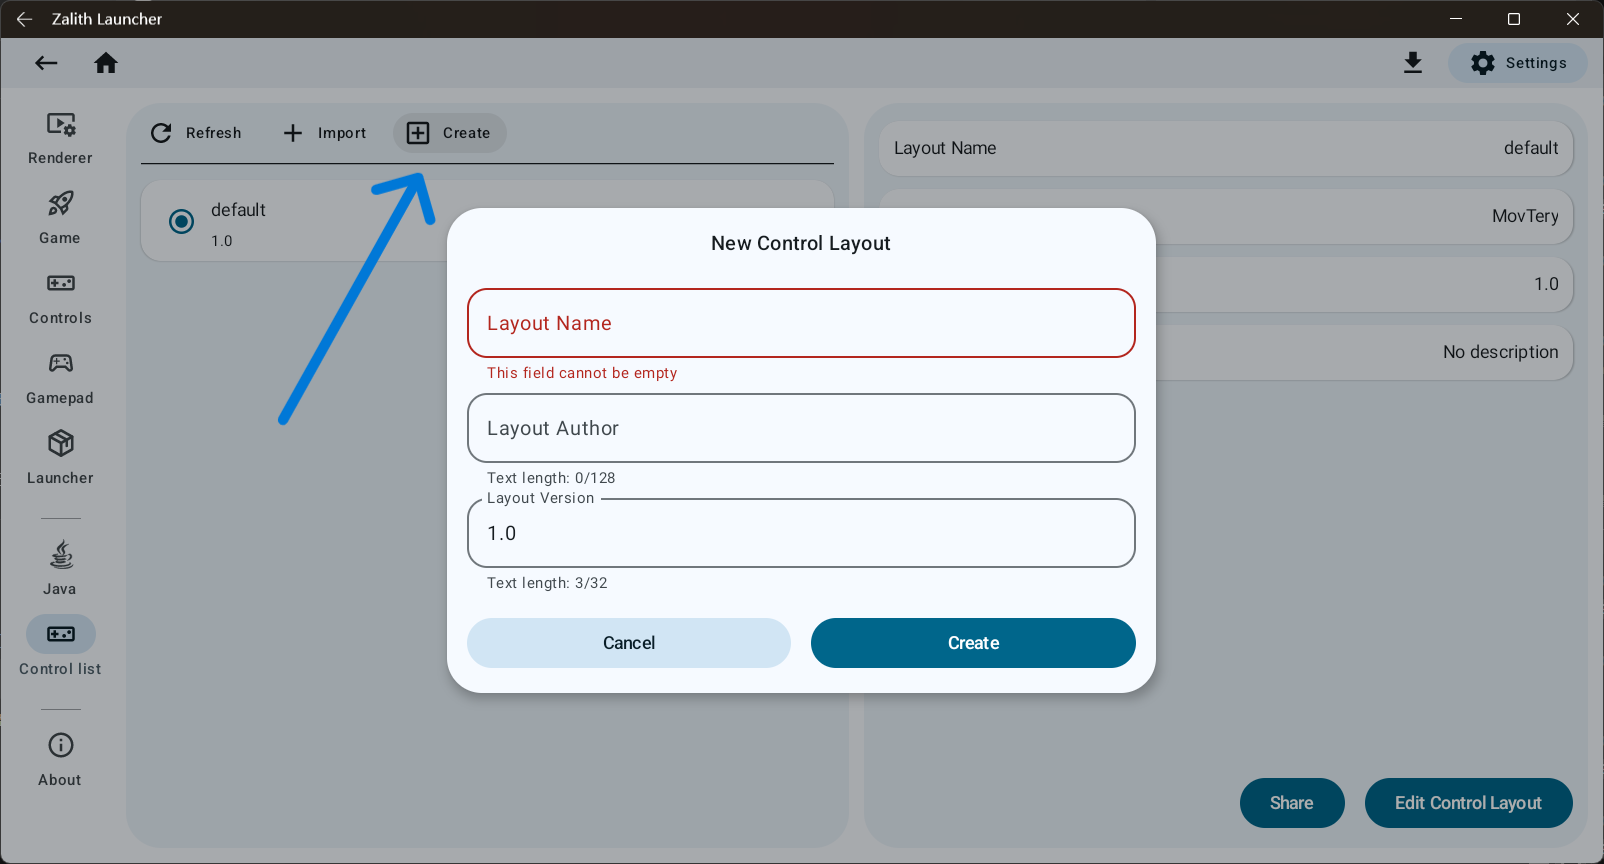 Zalith Launcher
Settings
Renderer
Game
Controls
Gamepad
Launcher
Java
Control list
About
Refresh
Import
Create
default
1.0
Layout Name
default
MovTery
1.0
No description
New Control Layout
Layout Name
This field cannot be empty
Layout Author
Text length: 0/128
Layout Version
1.0
Text length: 3/32
Cancel
Create
Share
Edit Control Layout